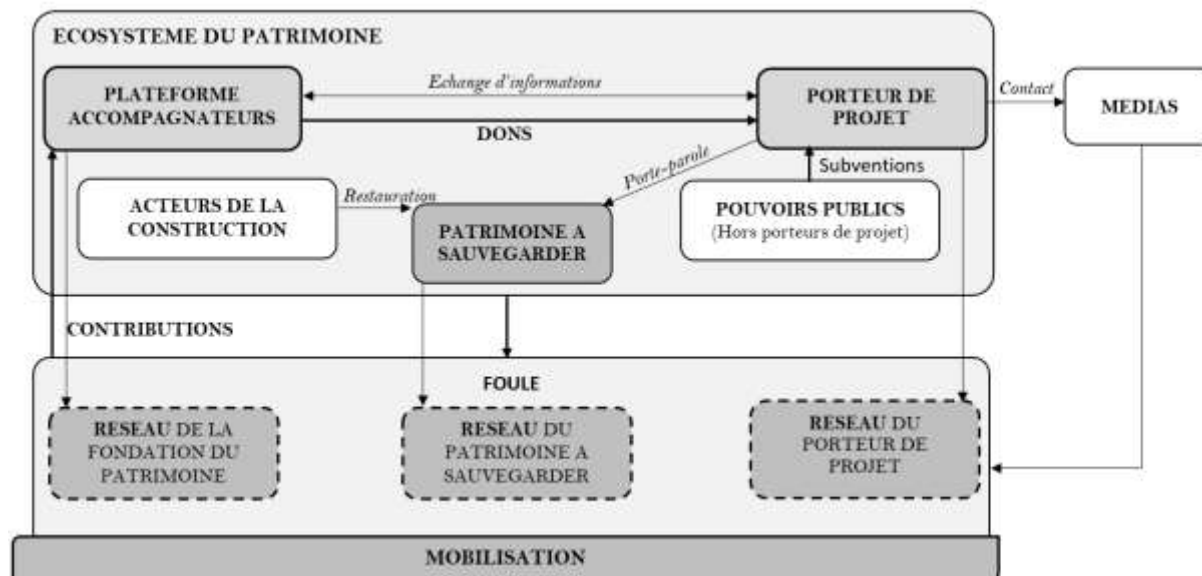 ECOSYSTEME DU PATRIMOINE
PLATEFORME
ACCOMPAGNATEURS
Echange d'informations
DONS
PORTEUR DE
PROJET
Contact
MEDIAS
Porte-parole
Subventions
ACTEURS DE LA
CONSTRUCTION
Restauration
PATRIMOINE A
SAUVEGARDER
POUVOIRS PUBLICS
(Hors porteurs de projet)
CONTRIBUTIONS
FOULE
RESEAU DE LA
FONDATION DU
PATRIMOINE
RESEAU DU
PATRIMOINE A
SAUVEGARDER
RESEAU DU
PORTEUR DE
PROJET
MOBILISATION